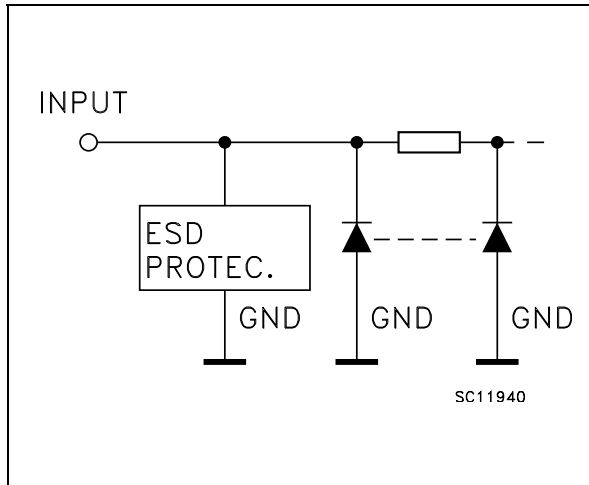 INPUT
ESD
PROTEC.
GND
GND
GND
SC11940